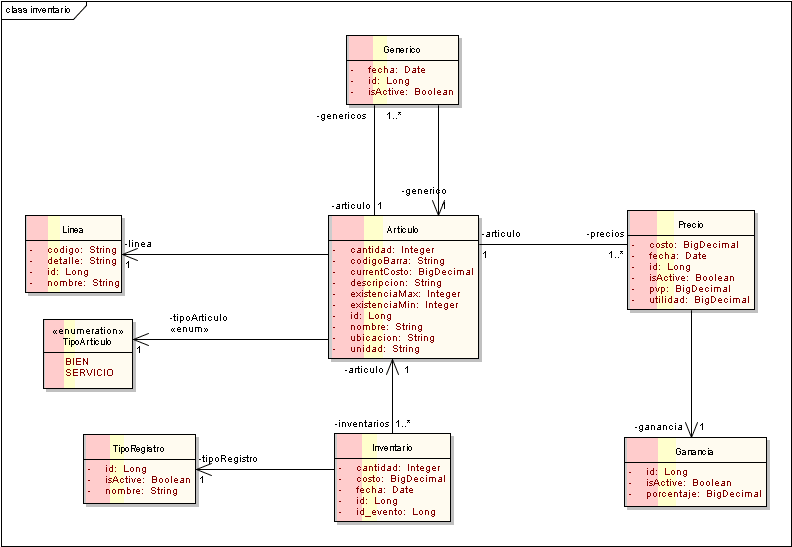 class inventario
Generico
- fecha: Date
- id: Long
- isActive: Boolean
-genericos 1..*
-generico
1
-articulo 1
Linea
- codigo: String
- detalle: String
- id: Long
- nombre: String
-linea
1
Articulo
- cantidad: Integer
- codigoBarra: String
- currentCosto: BigDecimal
- descripcion: String
- existenciaMax: Integer
- existenciaMin: Integer
- id: Long
- nombre: String
- ubicacion: String
- unidad: String
-articulo
1
-precios
1..*
Precio
- costo: BigDecimal
- fecha: Date
- id: Long
- isActive: Boolean
- pvp: BigDecimal
- utilidad: BigDecimal
«enumeration»
TipoArticulo
BIEN
SERVICIO
-tipoArticulo
«enum»
1
-articulo 1
-inventarios 1..*
-ganancia 1
TipoRegistro
- id: Long
- isActive: Boolean
- nombre: String
-tipoRegistro
1
Inventario
- cantidad: Integer
- costo: BigDecimal
- fecha: Date
- id: Long
- id_evento: Long
Ganancia
- id: Long
- isActive: Boolean
- porcentaje: BigDecimal